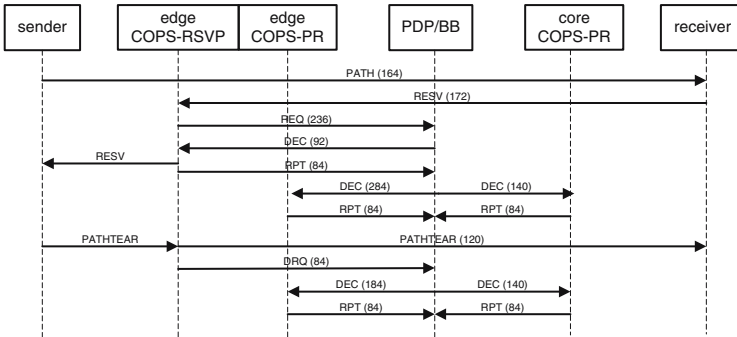 sender
edge
COPS-RSVP
edge
COPS-PR
PDP/BB
core
COPS-PR
receiver
PATH (164)
RESV (172)
REQ (236)
DEC (92)
RESV
RPT (84)
DEC (284)
DEC (140)
RPT (84)
RPT (84)
PATHTEAR
PATHTEAR (120)
DRQ (84)
DEC (184)
DEC (140)
RPT (84)
RPT (84)